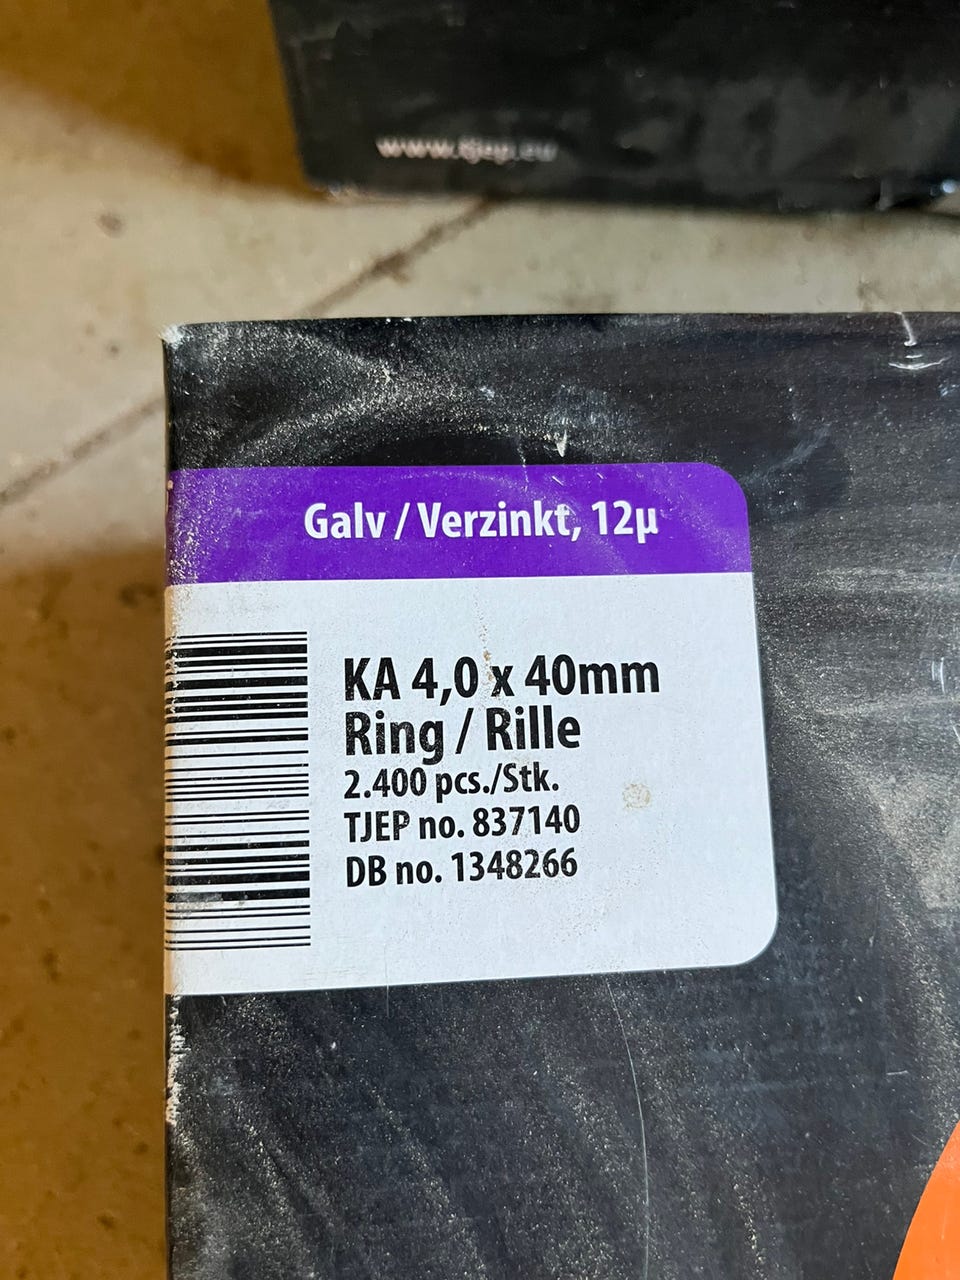 www.tjep.eu
Galv / Verzinkt, 12µ
KA 4,0 x 40mm
Ring / Rille
2.400 pcs./Stk.
TJEP no. 837140
DB no. 1348266